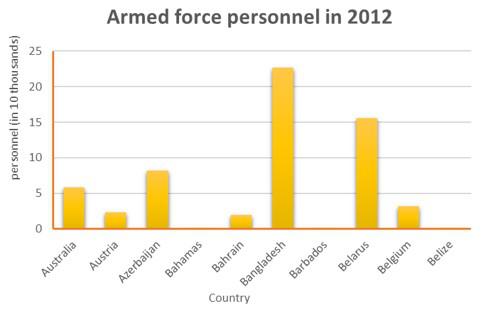 Armed force personnel in 2012
personnel (in 10 thousands)
25
20
15
10
5
0
Australia
Austria
Azerbaijan
Bahamas
Bahrain
Bangladesh
Barbados
Belarus
Belgium
Belize
Country